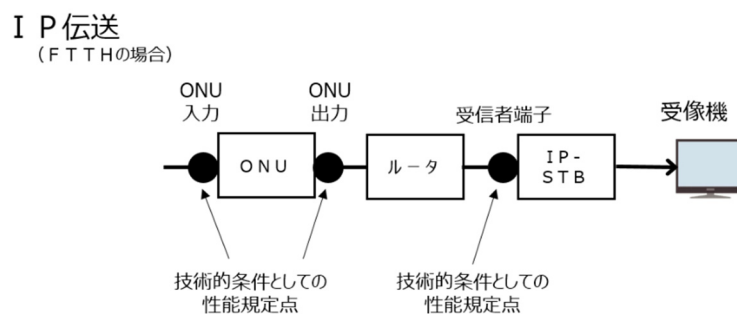 ＩＰ伝送
（ＦＴＴＨの場合）
ONU
入力
ONU
出力
受信者端子
受像機
ＯＮＵ
ルータ
ＩＰ-
ＳＴＢ
技術的条件としての
性能規定点
技術的条件としての
性能規定点